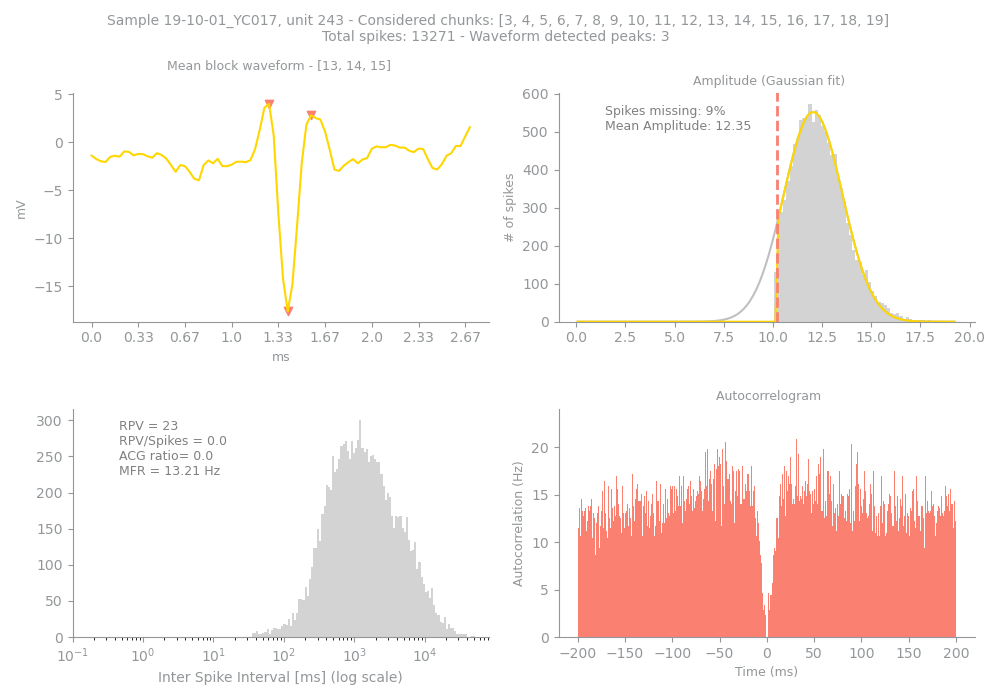 Sample 19-10-01_YC017, unit 243 - Considered chunks: [3, 4, 5, 6, 7, 8, 9, 10, 11, 12, 13, 14, 15, 16, 17, 18, 19]
Total spikes: 13271 - Waveform detected peaks: 3
Mean block waveform - [13, 14, 15]
5
0
−5
−10
−15
mV
0.0 0.33 0.67 1.0 1.33 1.67 2.0 2.33 2.67
ms
Amplitude (Gaussian fit)
Spikes missing: 9%
Mean Amplitude: 12.35
600
500
400
300
200
100
0
# of spikes
0.0 2.5 5.0 7.5 10.0 12.5 15.0 17.5 20.0
RPV = 23
RPV/Spikes = 0.0
ACG ratio= 0.0
MFR = 13.21 Hz
300
250
200
150
100
50
0
10⁻¹ 10⁰ 10¹ 10² 10³ 10⁴
Inter Spike Interval [ms] (log scale)
Autocorrelogram
20
15
10
5
0
Autocorrelation (Hz)
−200 −150 −100 −50 0 50 100 150 200
Time (ms)